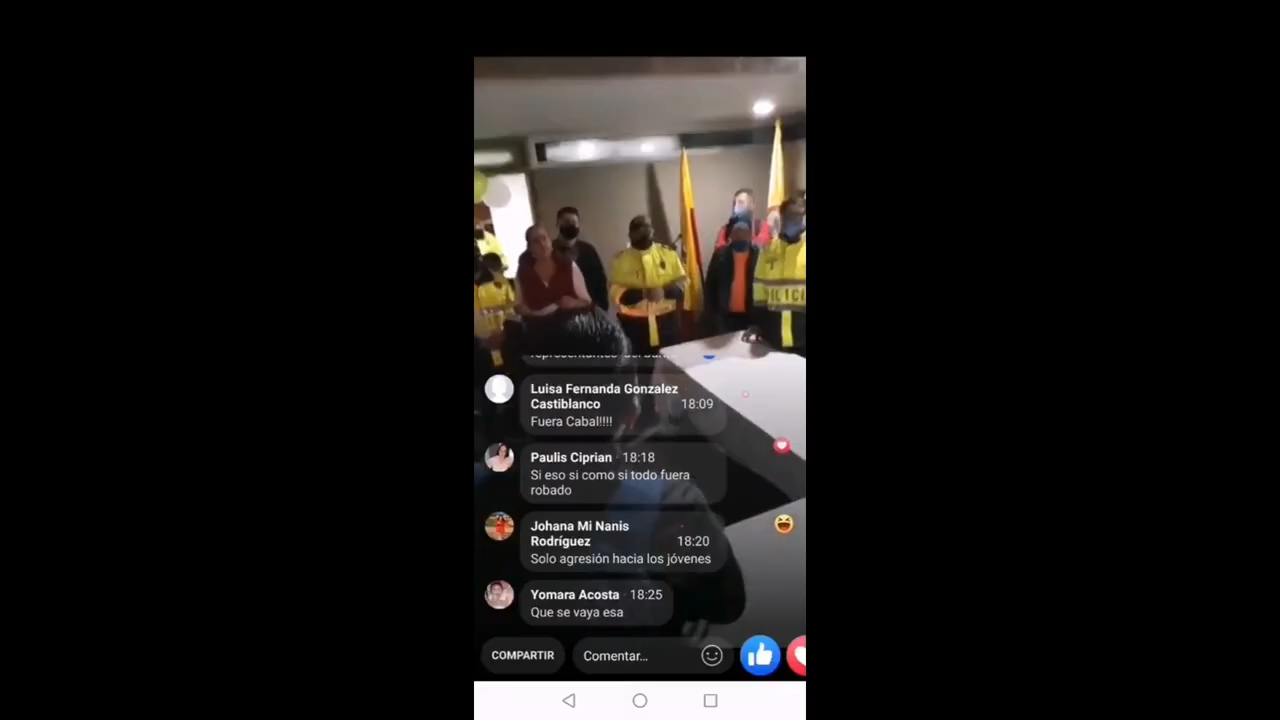 Luisa Fernanda Gonzalez
Castiblanco 18:09
Fuera Cabal!!!!
Paulis Ciprian · 18:18
Si eso si como si todo fuera
robado
Johana Mi Nanis
Rodríguez 18:20
Solo agresión hacia los jóvenes
Yomara Acosta · 18:25
Que se vaya esa
COMPARTIR
Comentar...